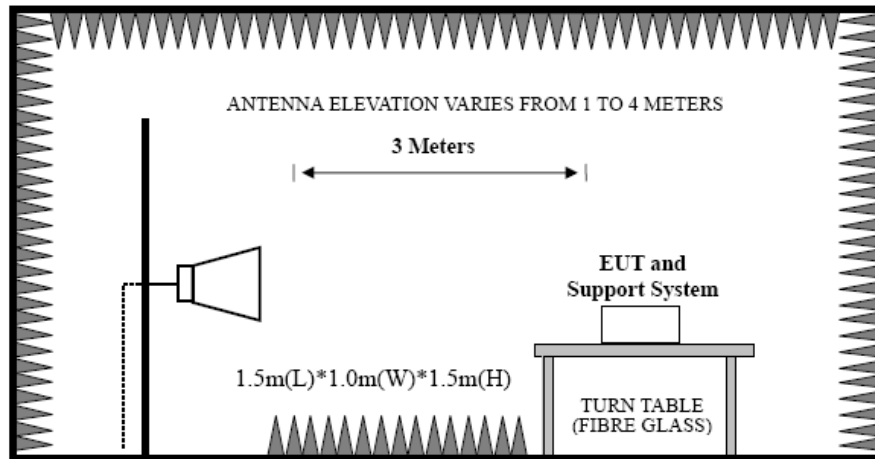 ANTENNA ELEVATION VARIES FROM 1 TO 4 METERS
3 Meters
EUT and
Support System
1.5m(L)*1.0m(W)*1.5m(H)
TURN TABLE
(FIBRE GLASS)